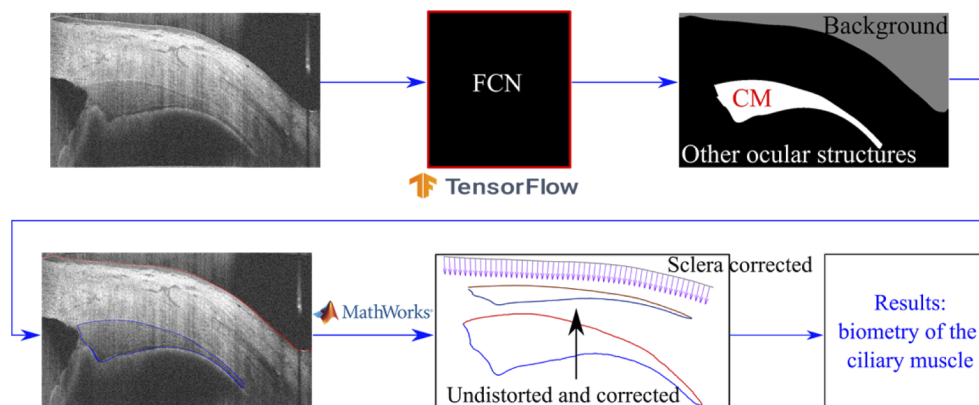 Background
FCN
CM
Other ocular structures
TensorFlow
MathWorks®
Sclera corrected
Undistorted and corrected
Results:
biometry of the
ciliary muscle